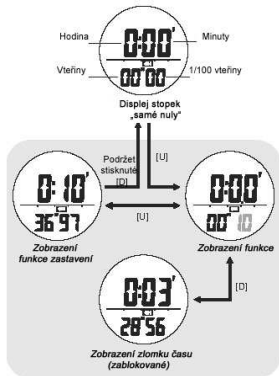 Hodina
0:00'
Minuty
Vteřiny
00"00
1/100 vteřiny
Displej stopek
„samé nuly"
Podržet
stisknuté
[D]
[U]
0:10'
36"97
[U]
0:00'
00"10
Zobrazení
funkce zastavení
Zobrazení funkce
[D]
0:03'
28"56
Zobrazení zlomku času
(zablokované)